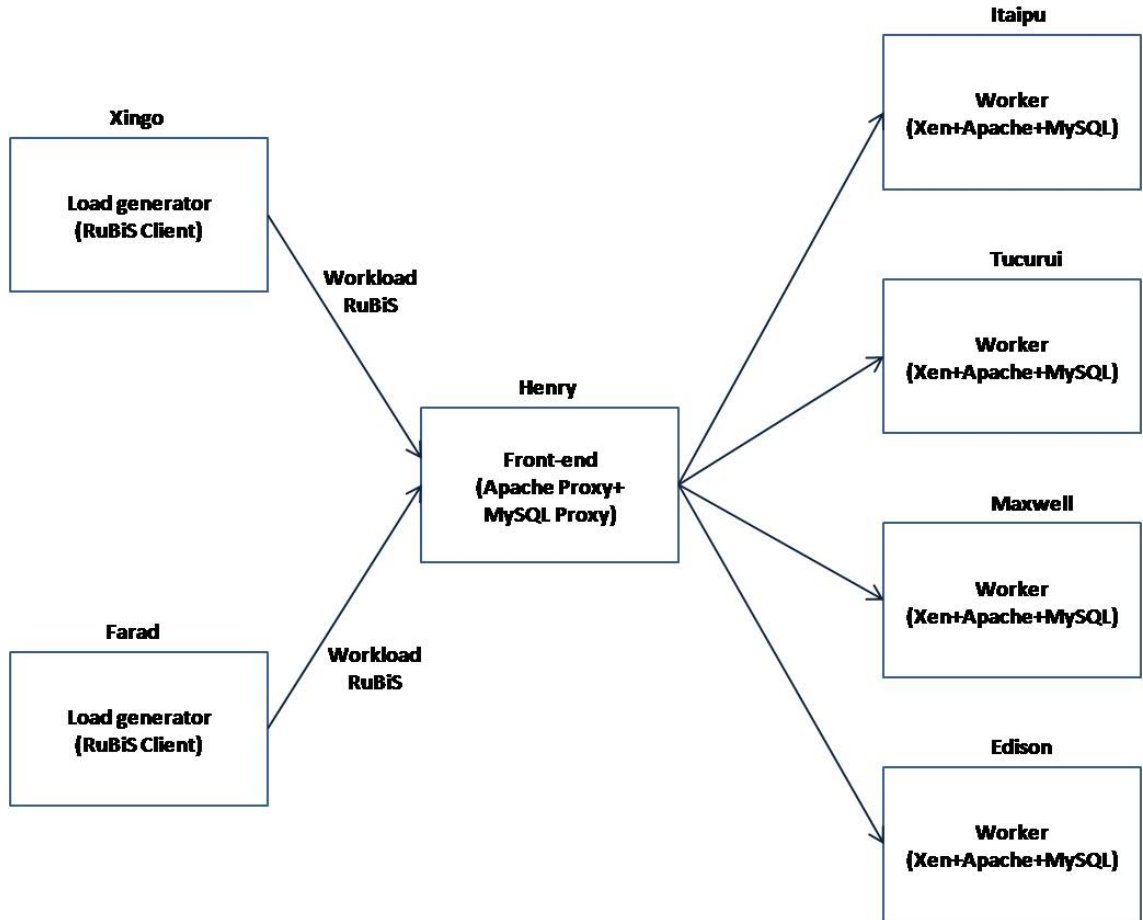 Xingo
Load generator
(RuBiS Client)
Workload
RuBiS
Farad
Load generator
(RuBiS Client)
Workload
RuBiS
Henry
Front-end
(Apache Proxy+
MySQL Proxy)
Itaipu
Worker
(Xen+Apache+MySQL)
Tucurui
Worker
(Xen+Apache+MySQL)
Maxwell
Worker
(Xen+Apache+MySQL)
Edison
Worker
(Xen+Apache+MySQL)